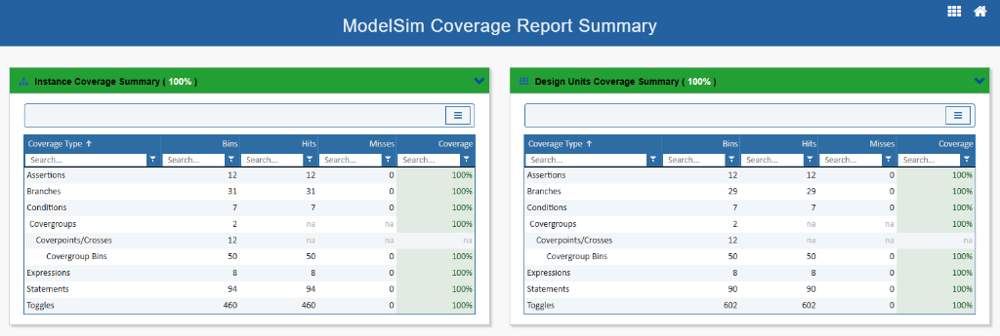 ModelSim Coverage Report Summary
Instance Coverage Summary ( 100% )
Coverage Type ↑ Bins Hits Misses Coverage
Search... Search... Search... Search... Search...
Assertions 12 12 0 100%
Branches 31 31 0 100%
Conditions 7 7 0 100%
Covergroups 2 na na 100%
Coverpoints/Crosses 12 na na na
Covergroup Bins 50 50 0 100%
Expressions 8 8 0 100%
Statements 94 94 0 100%
Toggles 460 460 0 100%
Design Units Coverage Summary ( 100% )
Coverage Type ↑ Bins Hits Misses Coverage
Search... Search... Search... Search... Search...
Assertions 12 12 0 100%
Branches 29 29 0 100%
Conditions 7 7 0 100%
Covergroups 2 na na 100%
Coverpoints/Crosses 12 na na na
Covergroup Bins 50 50 0 100%
Expressions 8 8 0 100%
Statements 90 90 0 100%
Toggles 602 602 0 100%